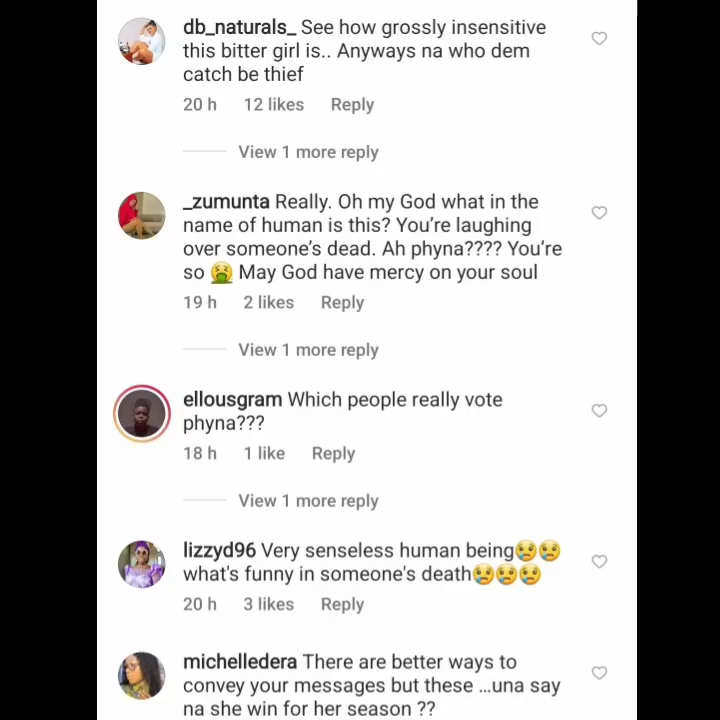 db_naturals_ See how grossly insensitive
this bitter girl is.. Anyways na who dem
catch be thief
20 h 12 likes Reply
View 1 more reply
_zumunta Really. Oh my God what in the
name of human is this? You’re laughing
over someone’s dead. Ah phyna???? You’re
so 🤮 May God have mercy on your soul
19 h 2 likes Reply
View 1 more reply
ellousgram Which people really vote
phyna???
18 h 1 like Reply
View 1 more reply
lizzyd96 Very senseless human being😢😢
what's funny in someone's death😢😢😢
20 h 3 likes Reply
michelledera There are better ways to
convey your messages but these ...una say
na she win for her season ??